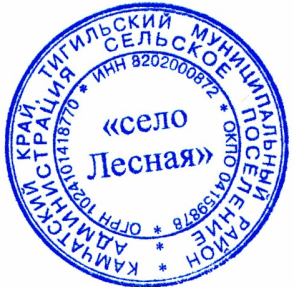 КАМЧАТСКИЙ КРАЙ, ТИГИЛЬСКИЙ МУНИЦИПАЛЬНЫЙ РАЙОН *
АДМИНИСТРАЦИЯ СЕЛЬСКОЕ ПОСЕЛЕНИЕ *
ОГРН 1024101418770 * ИНН 8202000872 * ОКПО 04159878 *
«село
Лесная»